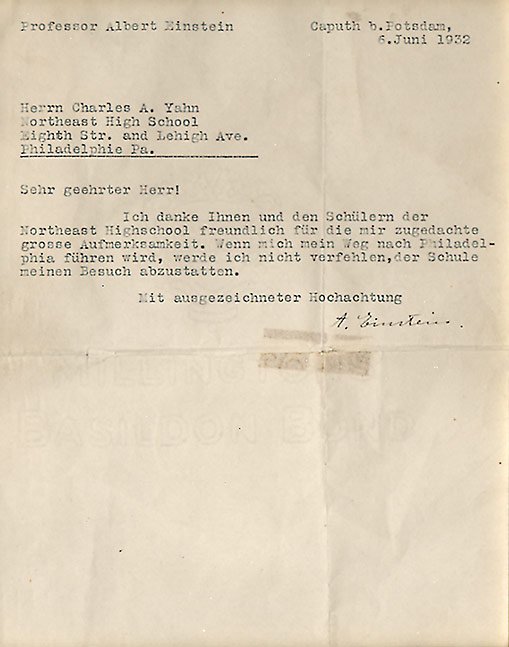 Professor Albert Einstein
Caputh b.Potsdam,
6.Juni 1932
Herrn Charles A. Yahn
Northeast High School
Eighth Str. and Lehigh Ave.
Philadelphie Pa.
Sehr geehrter Herr!
Ich danke Ihnen und den Schülern der
Northeast Highschool freundlich für die mir zugedachte
grosse Aufmerksamkeit. Wenn mich mein Weg nach Philadel-
phia führen wird, werde ich nicht verfehlen,der Schule
meinen Besuch abzustatten.
Mit ausgezeichneter Hochachtung
A. Einstein.
BASILDON BOND